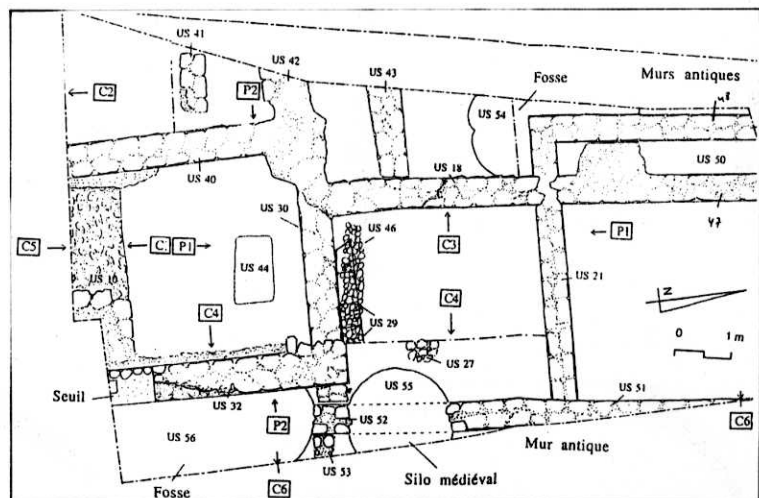 US 41
US 42
US 43
Fosse
Murs antiques
C2
P2
US 54
48
US 18
US 50
US 40
US 30
47
US 46
C5
C
P1
C3
P1
US 16
US 44
US 21
Z
C4
C4
0 1 m
US 29
US 27
Seuil
US 55
US 51
US 32
P2
US 52
C6
US 56
Mur antique
US 53
Silo médiéval
Fosse
C6